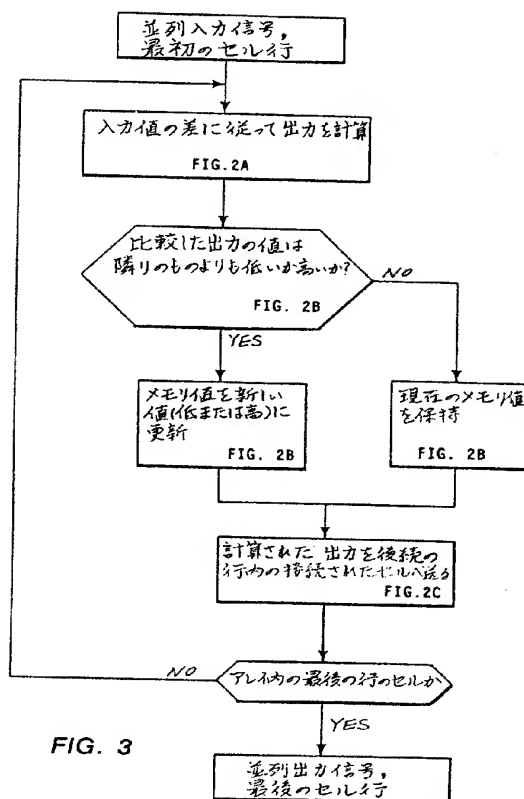 並列入力信号,
最初のセル行
入力値の差に従って出力を計算
FIG.2A
比較した出力の値は
隣りのものよりも低いか高いか?
FIG. 2B
NO
YES
メモリ値を新しい
値(低または高)に
更新
FIG. 2B
現在のメモリ値
を保持
FIG. 2B
計算された出力を後続の
行内の接続されたセルへ送る
FIG.2C
NO
アレイ内の最後の行のセルか
YES
FIG. 3
並列出力信号,
最後のセル行